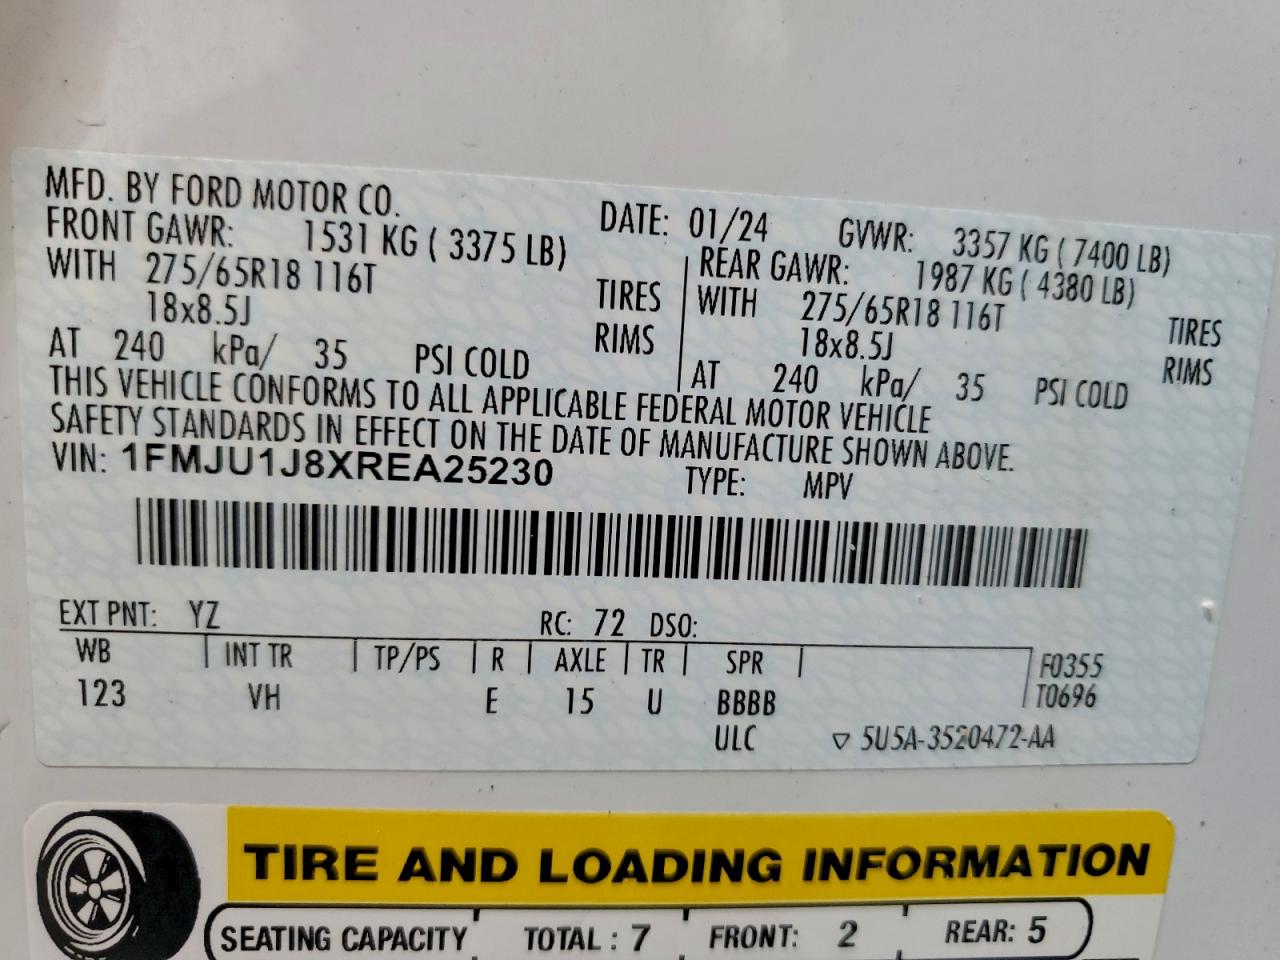 MFD. BY FORD MOTOR CO. DATE: 01/24 GVWR: 3357 KG ( 7400 LB)
FRONT GAWR: 1531 KG ( 3375 LB) REAR GAWR: 1987 KG ( 4380 LB)
WITH 275/65R18 116T TIRES WITH 275/65R18 116T TIRES
18x8.5J RIMS 18x8.5J RIMS
AT 240 kPa/ 35 PSI COLD AT 240 kPa/ 35 PSI COLD
THIS VEHICLE CONFORMS TO ALL APPLICABLE FEDERAL MOTOR VEHICLE
SAFETY STANDARDS IN EFFECT ON THE DATE OF MANUFACTURE SHOWN ABOVE.
VIN: 1FMJU1J8XREA25230 TYPE: MPV
EXT PNT: YZ RC: 72 DSO:
WB INT TR TP/PS R AXLE TR SPR F0355
123 VH E 15 U BBBB T0696
ULC ▽ 5U5A-3520472-AA
TIRE AND LOADING INFORMATION
SEATING CAPACITY TOTAL : 7 FRONT: 2 REAR: 5